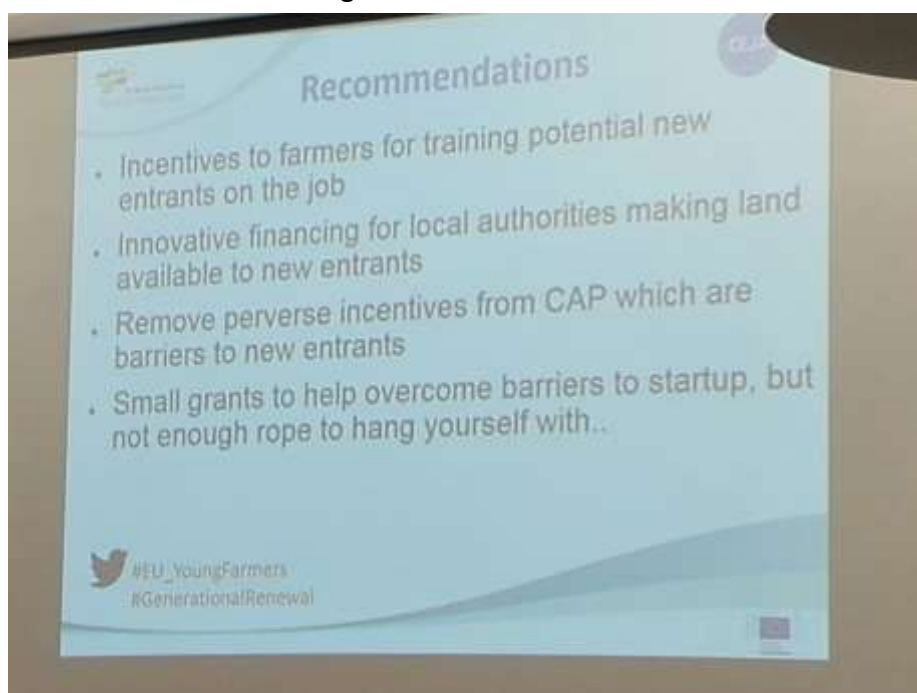 Recommendations
. Incentives to farmers for training potential new
entrants on the job
. Innovative financing for local authorities making land
available to new entrants
. Remove perverse incentives from CAP which are
barriers to new entrants
. Small grants to help overcome barriers to startup, but
not enough rope to hang yourself with..
#EU_YoungFarmers
#GenerationalRenewal